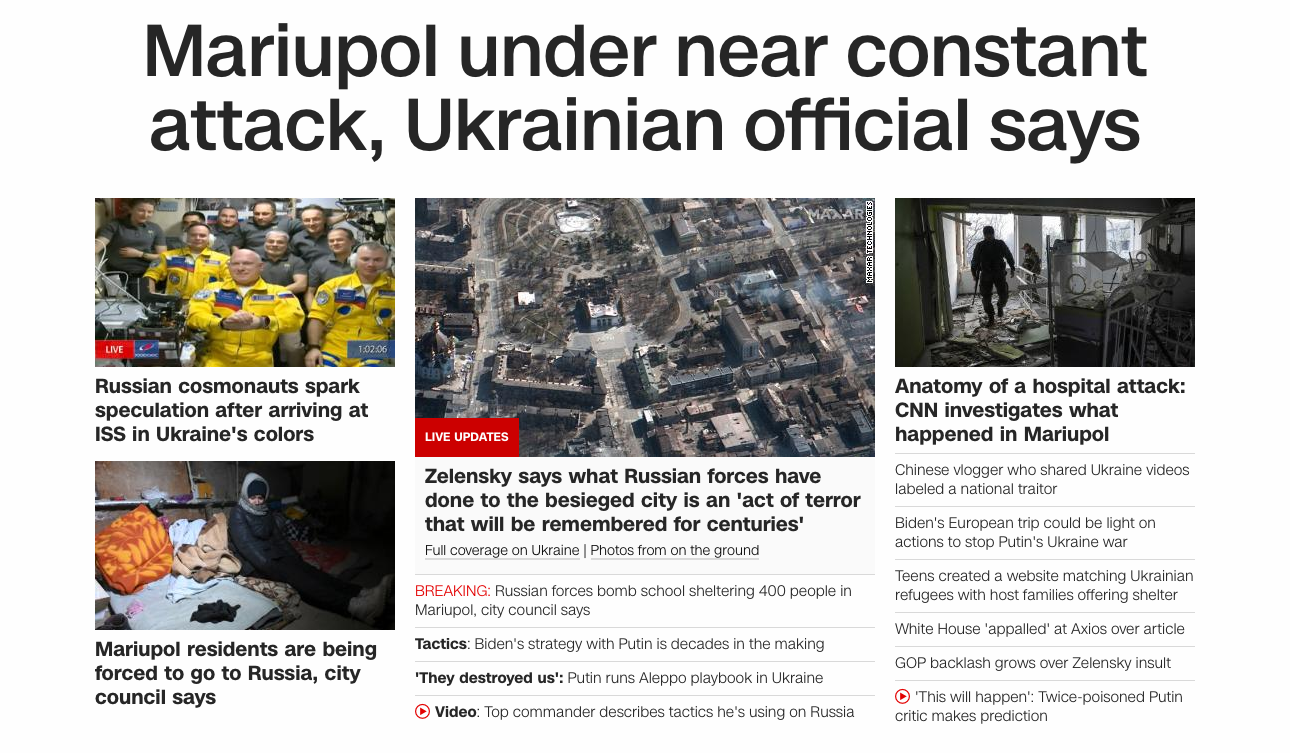 Mariupol under near constant
attack, Ukrainian official says
LIVE
1:02:06
Russian cosmonauts spark
speculation after arriving at
ISS in Ukraine's colors
Mariupol residents are being
forced to go to Russia, city
council says
MAXAR
MAXAR TECHNOLOGIES
LIVE UPDATES
Zelensky says what Russian forces have
done to the besieged city is an 'act of terror
that will be remembered for centuries'
Full coverage on Ukraine | Photos from on the ground
BREAKING: Russian forces bomb school sheltering 400 people in
Mariupol, city council says
Tactics: Biden's strategy with Putin is decades in the making
'They destroyed us': Putin runs Aleppo playbook in Ukraine
Video: Top commander describes tactics he's using on Russia
Anatomy of a hospital attack:
CNN investigates what
happened in Mariupol
Chinese vlogger who shared Ukraine videos
labeled a national traitor
Biden's European trip could be light on
actions to stop Putin's Ukraine war
Teens created a website matching Ukrainian
refugees with host families offering shelter
White House 'appalled' at Axios over article
GOP backlash grows over Zelensky insult
'This will happen': Twice-poisoned Putin
critic makes prediction